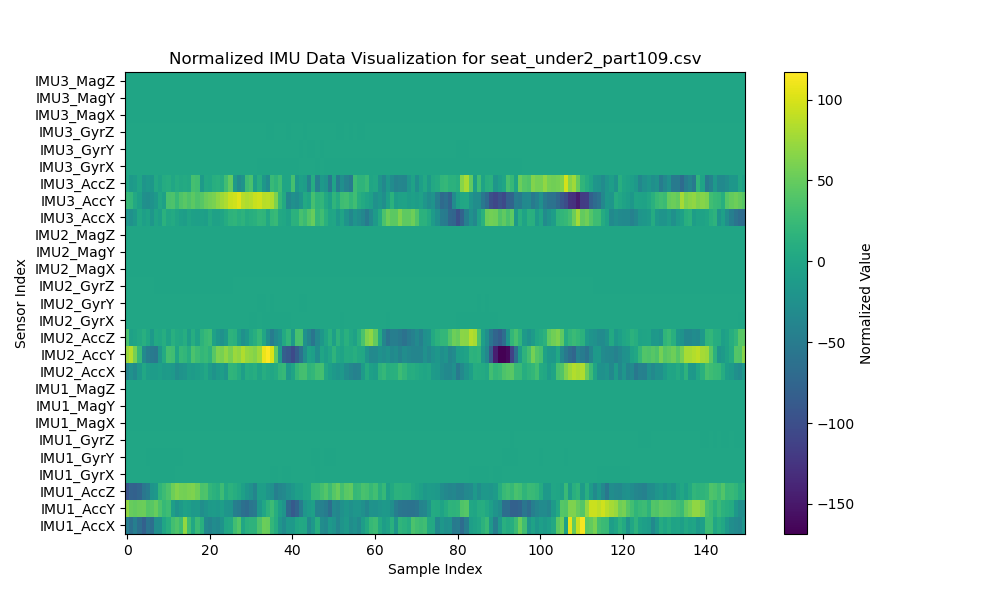 Normalized IMU Data Visualization for seat_under2_part109.csv
IMU3_MagZ
IMU3_MagY
IMU3_MagX
IMU3_GyrZ
IMU3_GyrY
IMU3_GyrX
IMU3_AccZ
IMU3_AccY
IMU3_AccX
IMU2_MagZ
IMU2_MagY
IMU2_MagX
IMU2_GyrZ
IMU2_GyrY
IMU2_GyrX
IMU2_AccZ
IMU2_AccY
IMU2_AccX
IMU1_MagZ
IMU1_MagY
IMU1_MagX
IMU1_GyrZ
IMU1_GyrY
IMU1_GyrX
IMU1_AccZ
IMU1_AccY
IMU1_AccX
Sensor Index
0 20 40 60 80 100 120 140
Sample Index
100
50
0
−50
−100
−150
Normalized Value